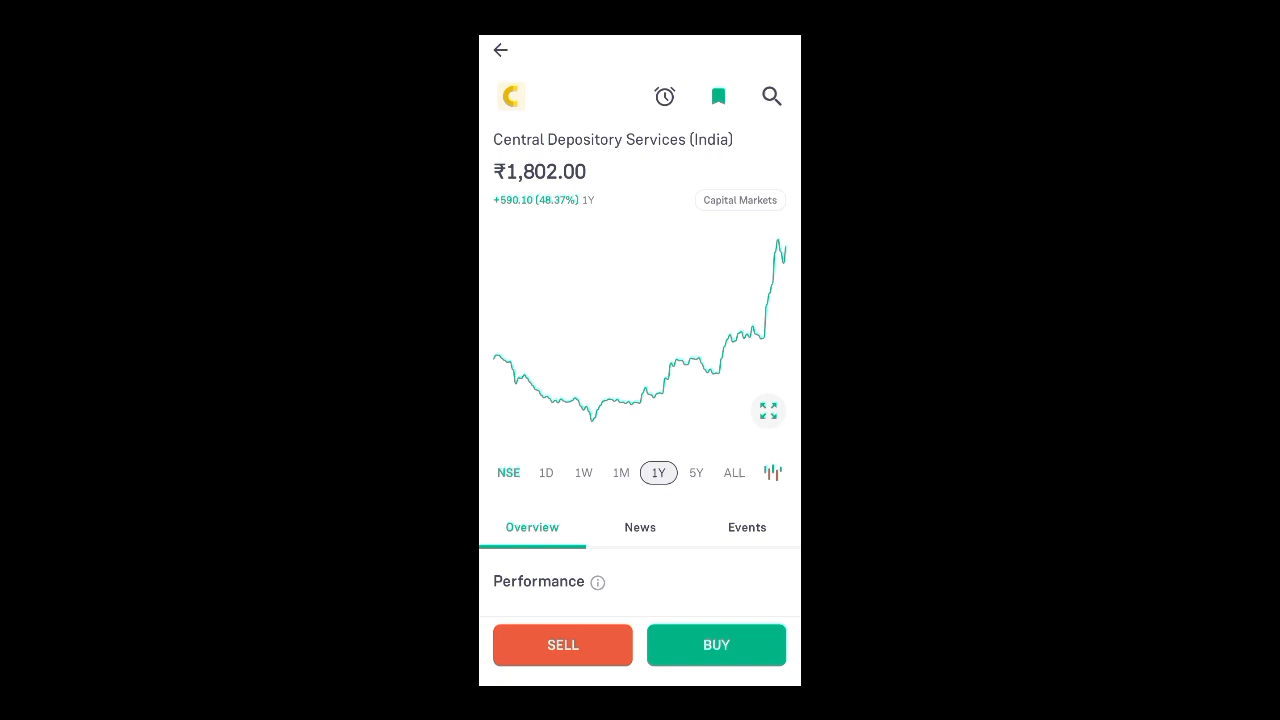 Central Depository Services (India)
₹1,802.00
+590.10 (48.37%) 1Y
Capital Markets
NSE 1D 1W 1M 1Y 5Y ALL
Overview News Events
Performance
SELL BUY